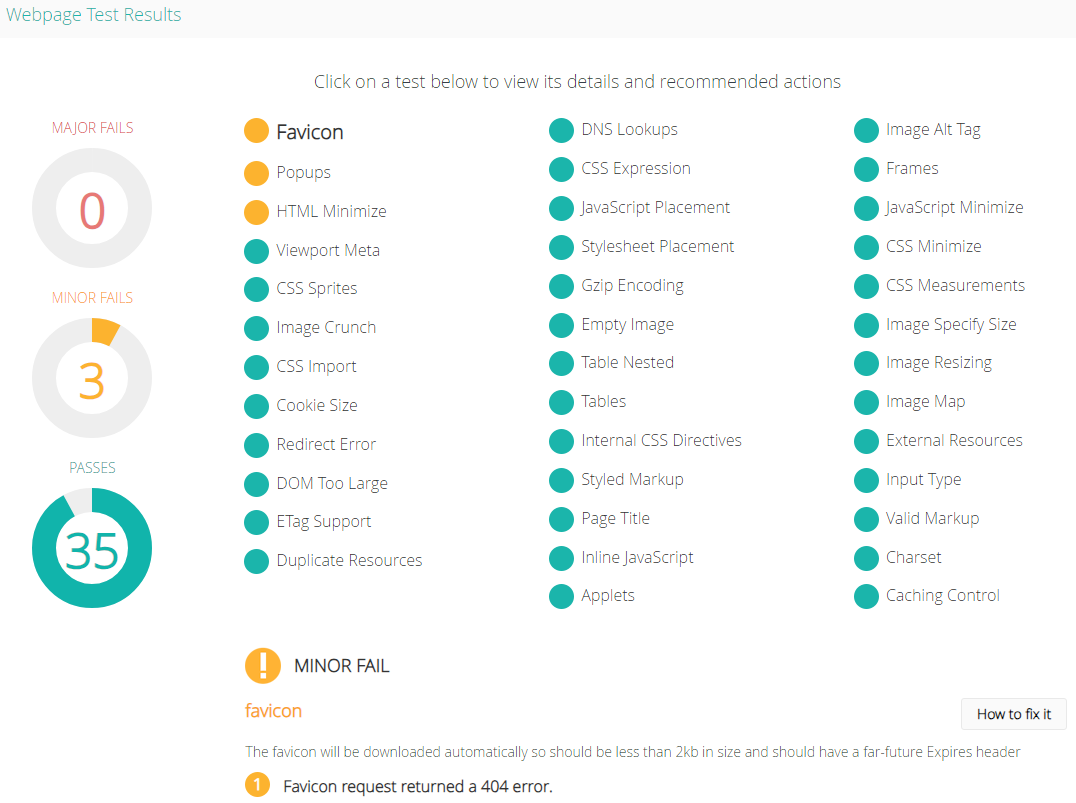 Webpage Test Results
Click on a test below to view its details and recommended actions
MAJOR FAILS
0
MINOR FAILS
3
PASSES
35
Favicon
Popups
HTML Minimize
Viewport Meta
CSS Sprites
Image Crunch
CSS Import
Cookie Size
Redirect Error
DOM Too Large
ETag Support
Duplicate Resources
DNS Lookups
CSS Expression
JavaScript Placement
Stylesheet Placement
Gzip Encoding
Empty Image
Table Nested
Tables
Internal CSS Directives
Styled Markup
Page Title
Inline JavaScript
Applets
Image Alt Tag
Frames
JavaScript Minimize
CSS Minimize
CSS Measurements
Image Specify Size
Image Resizing
Image Map
External Resources
Input Type
Valid Markup
Charset
Caching Control
! MINOR FAIL
favicon
How to fix it
The favicon will be downloaded automatically so should be less than 2kb in size and should have a far-future Expires header
1 Favicon request returned a 404 error.